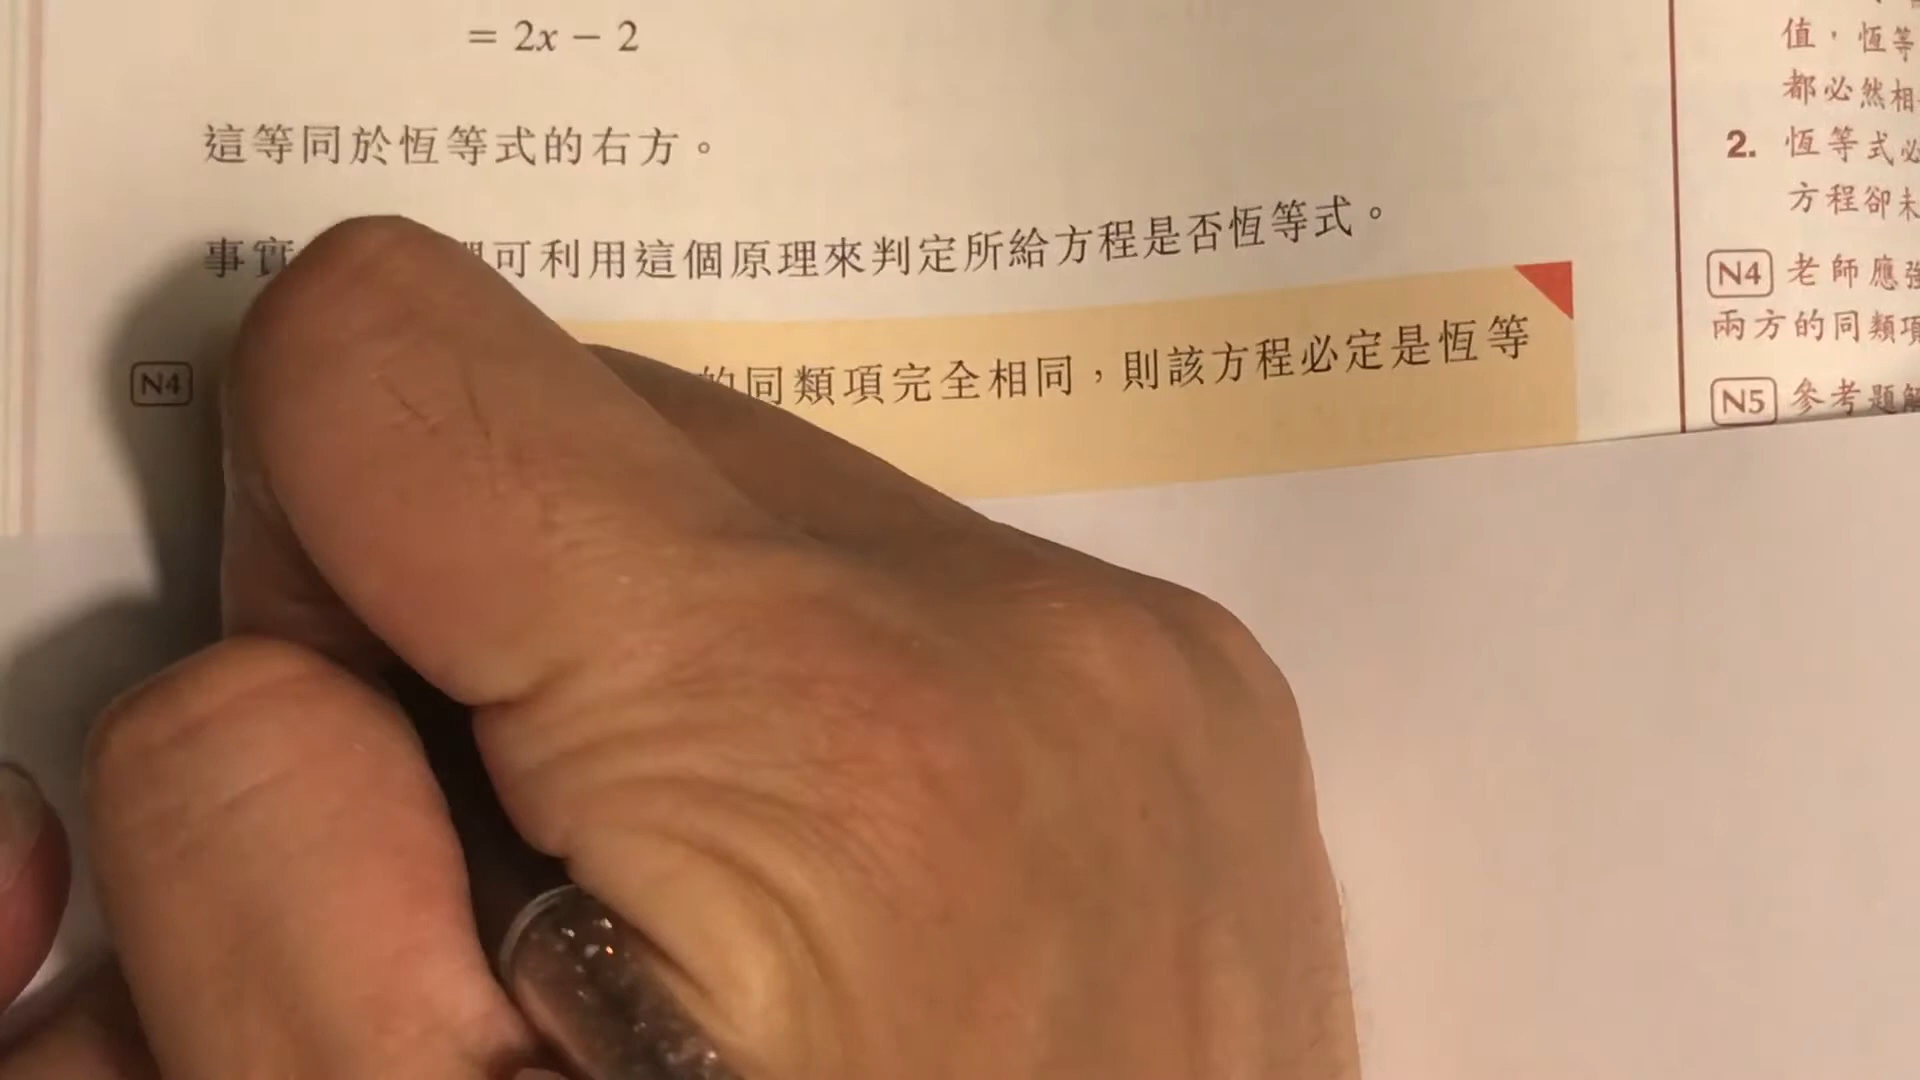 = 2x − 2
這等同於恆等式的右方。
事實
可利用這個原理來判定所給方程是否恆等式。
N4
的同類項完全相同，則該方程必定是恆等
值，恆等
都必然相
2. 恆等式必
方程卻未
N4 老師應強
兩方的同類項
N5 參考題解